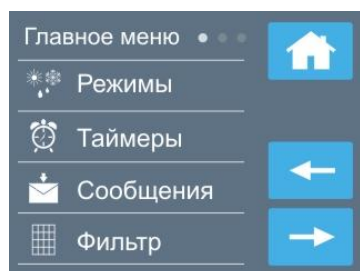 Главное меню
Режимы
Таймеры
Сообщения
Фильтр